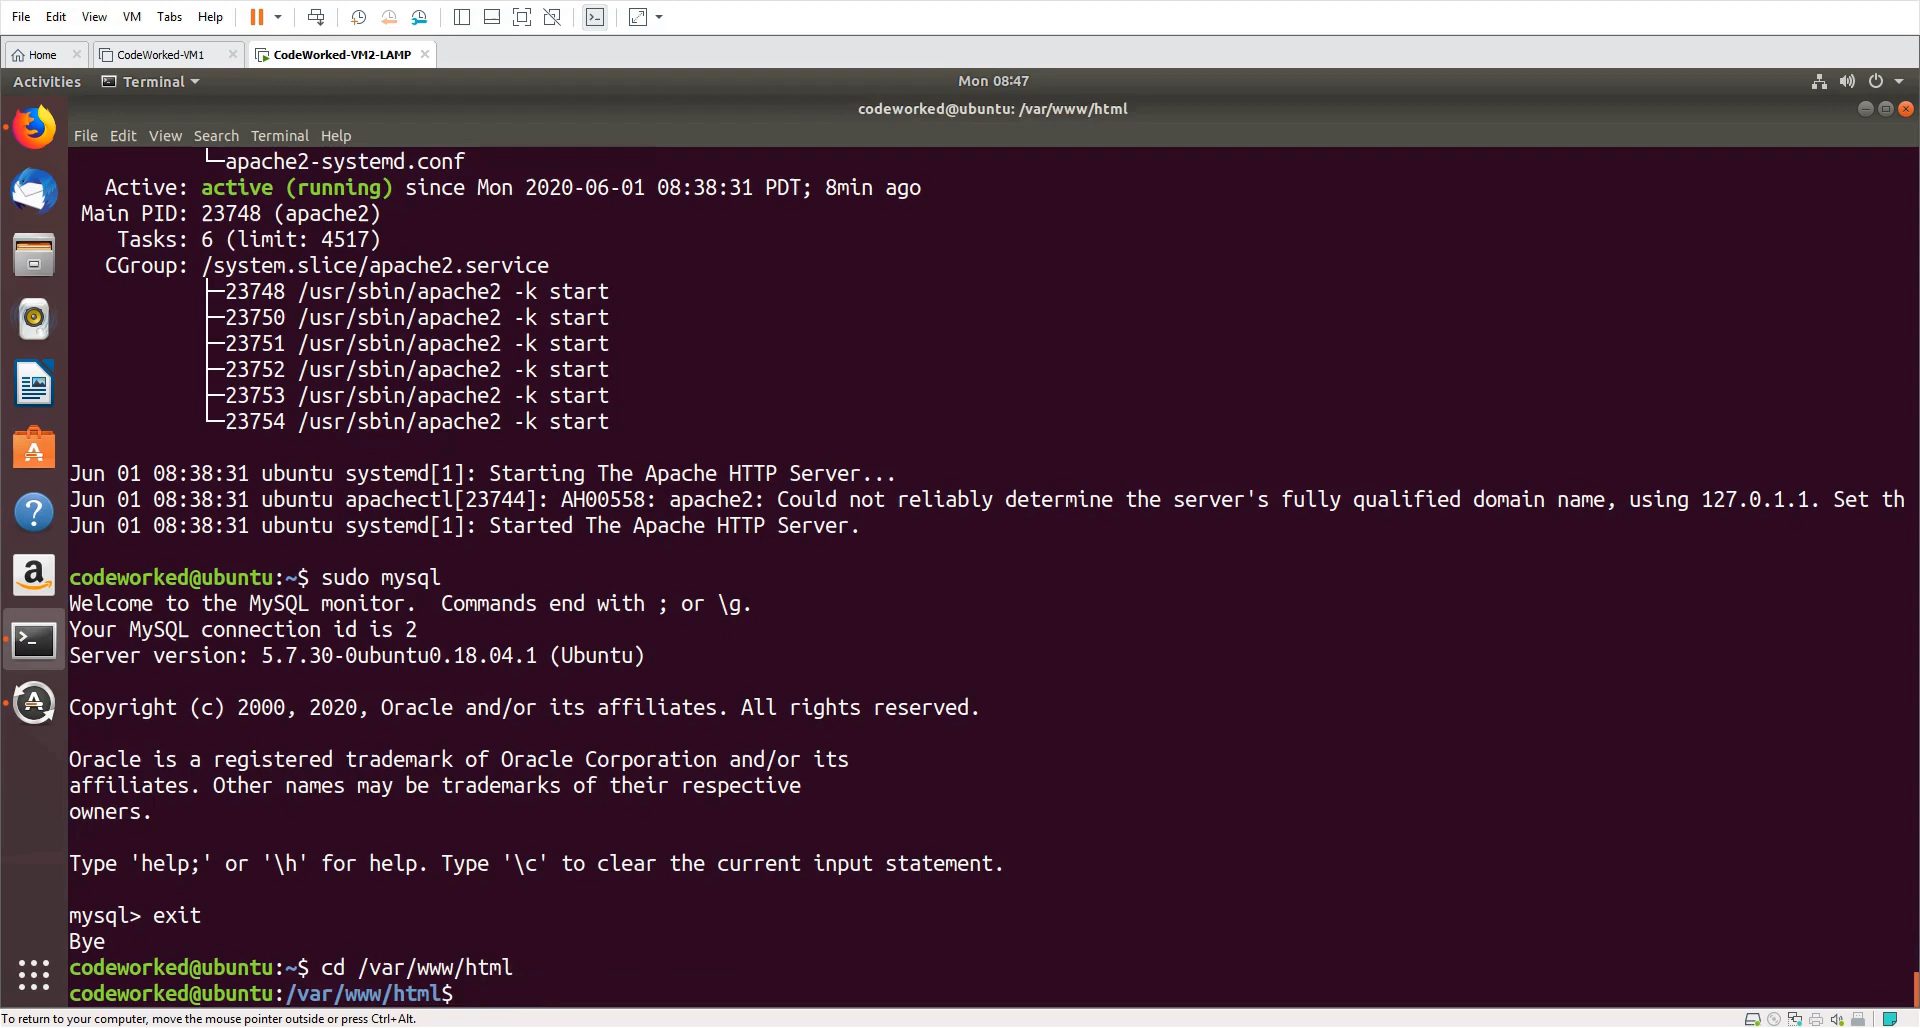 File Edit View VM Tabs Help
Home CodeWorked-VM1 CodeWorked-VM2-LAMP
Activities Terminal Mon 08:47
codeworked@ubuntu: /var/www/html
File Edit View Search Terminal Help
└─apache2-systemd.conf
Active: active (running) since Mon 2020-06-01 08:38:31 PDT; 8min ago
Main PID: 23748 (apache2)
Tasks: 6 (limit: 4517)
CGroup: /system.slice/apache2.service
├─23748 /usr/sbin/apache2 -k start
├─23750 /usr/sbin/apache2 -k start
├─23751 /usr/sbin/apache2 -k start
├─23752 /usr/sbin/apache2 -k start
├─23753 /usr/sbin/apache2 -k start
└─23754 /usr/sbin/apache2 -k start
Jun 01 08:38:31 ubuntu systemd[1]: Starting The Apache HTTP Server...
Jun 01 08:38:31 ubuntu apachectl[23744]: AH00558: apache2: Could not reliably determine the server's fully qualified domain name, using 127.0.1.1. Set th
Jun 01 08:38:31 ubuntu systemd[1]: Started The Apache HTTP Server.
codeworked@ubuntu:~$ sudo mysql
Welcome to the MySQL monitor.  Commands end with ; or \g.
Your MySQL connection id is 2
Server version: 5.7.30-0ubuntu0.18.04.1 (Ubuntu)
Copyright (c) 2000, 2020, Oracle and/or its affiliates. All rights reserved.
Oracle is a registered trademark of Oracle Corporation and/or its
affiliates. Other names may be trademarks of their respective
owners.
Type 'help;' or '\h' for help. Type '\c' to clear the current input statement.
mysql> exit
Bye
codeworked@ubuntu:~$ cd /var/www/html
codeworked@ubuntu:/var/www/html$
To return to your computer, move the mouse pointer outside or press Ctrl+Alt.